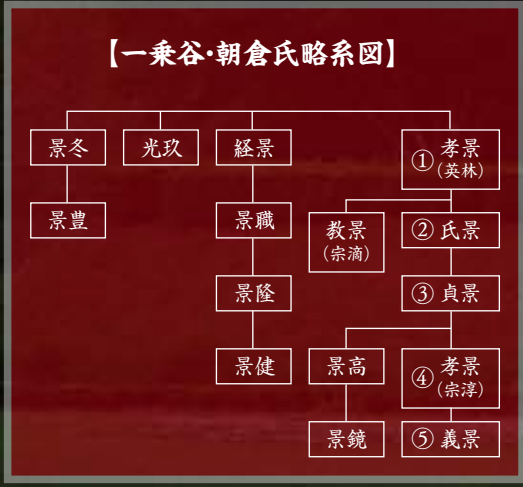 【一乗谷・朝倉氏略系図】
景冬
光玖
経景
①孝景
(英林)
景豊
景職
教景
(宗滴)
②氏景
景隆
③貞景
景健
景高
④孝景
(宗淳)
景鏡
⑤義景